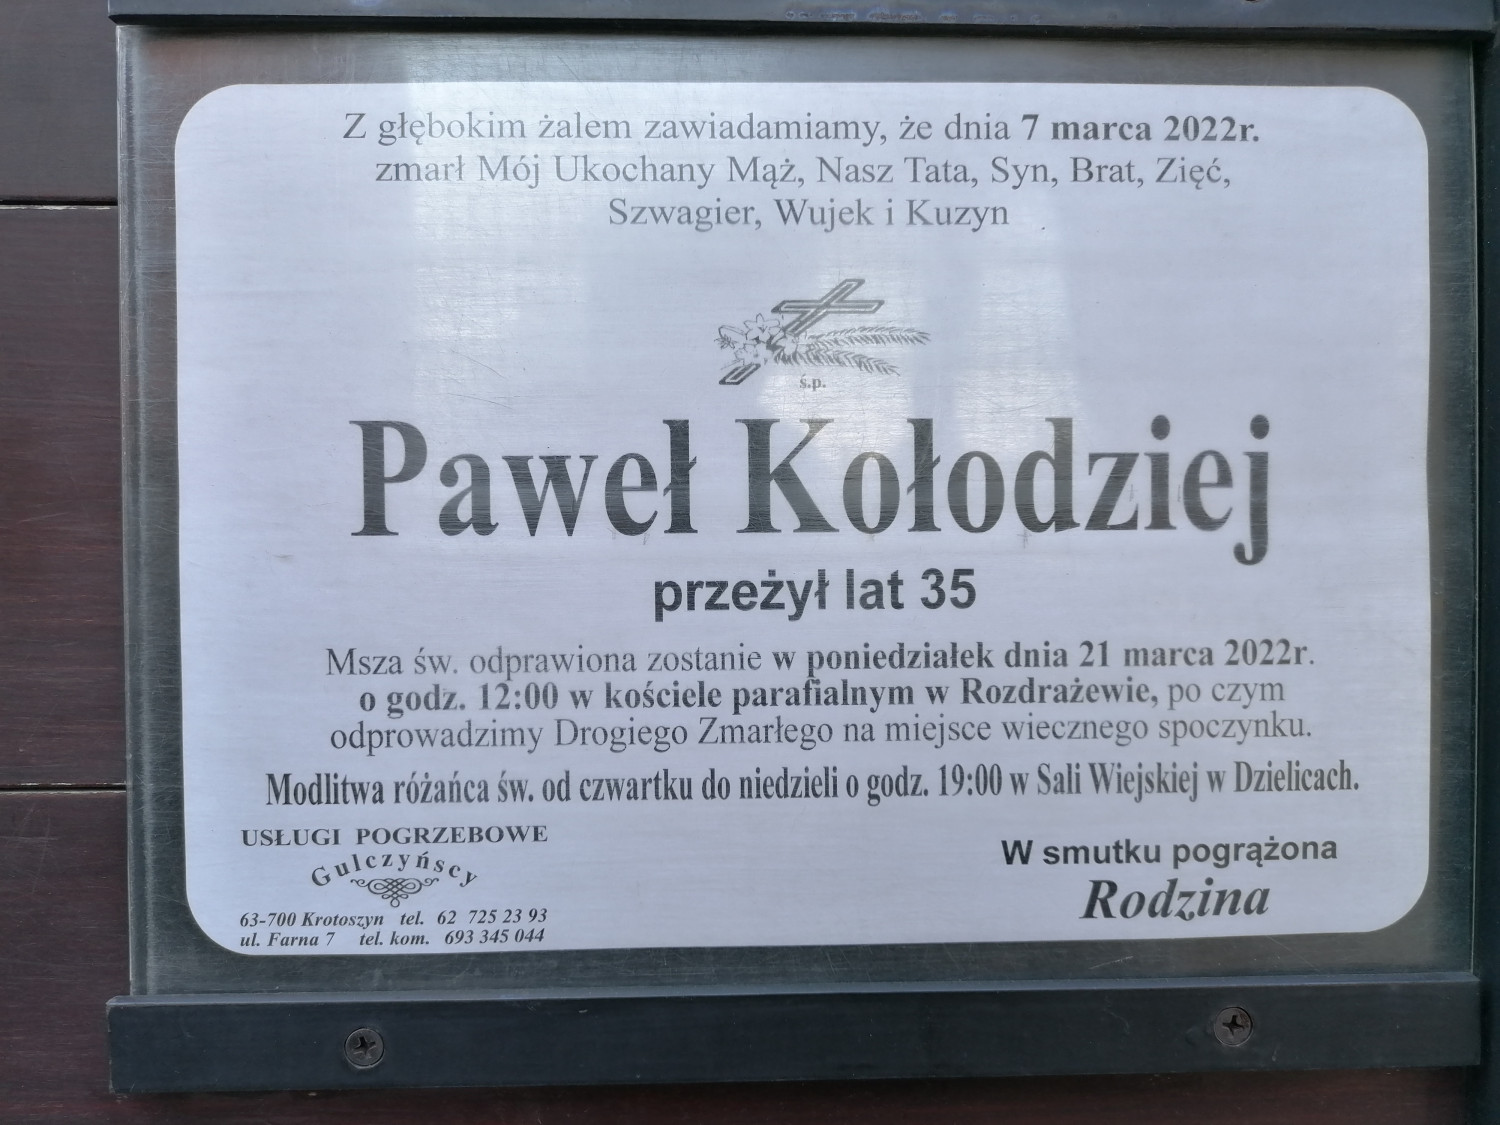 Z głębokim żalem zawiadamiamy, że dnia 7 marca 2022r.
zmarł Mój Ukochany Mąż, Nasz Tata, Syn, Brat, Zięć,
Szwagier, Wujek i Kuzyn
ś.p.
Paweł Kołodziej
przeżył lat 35
Msza św. odprawiona zostanie w poniedziałek dnia 21 marca 2022r.
o godz. 12:00 w kościele parafialnym w Rozdrażewie, po czym
odprowadzimy Drogiego Zmarłego na miejsce wiecznego spoczynku.
Modlitwa różańca św. od czwartku do niedzieli o godz. 19:00 w Sali Wiejskiej w Dzielicach.
USŁUGI POGRZEBOWE
Gulczyńscy
63-700 Krotoszyn tel. 62 725 23 93
ul. Farna 7 tel. kom. 693 345 044
W smutku pogrążona
Rodzina